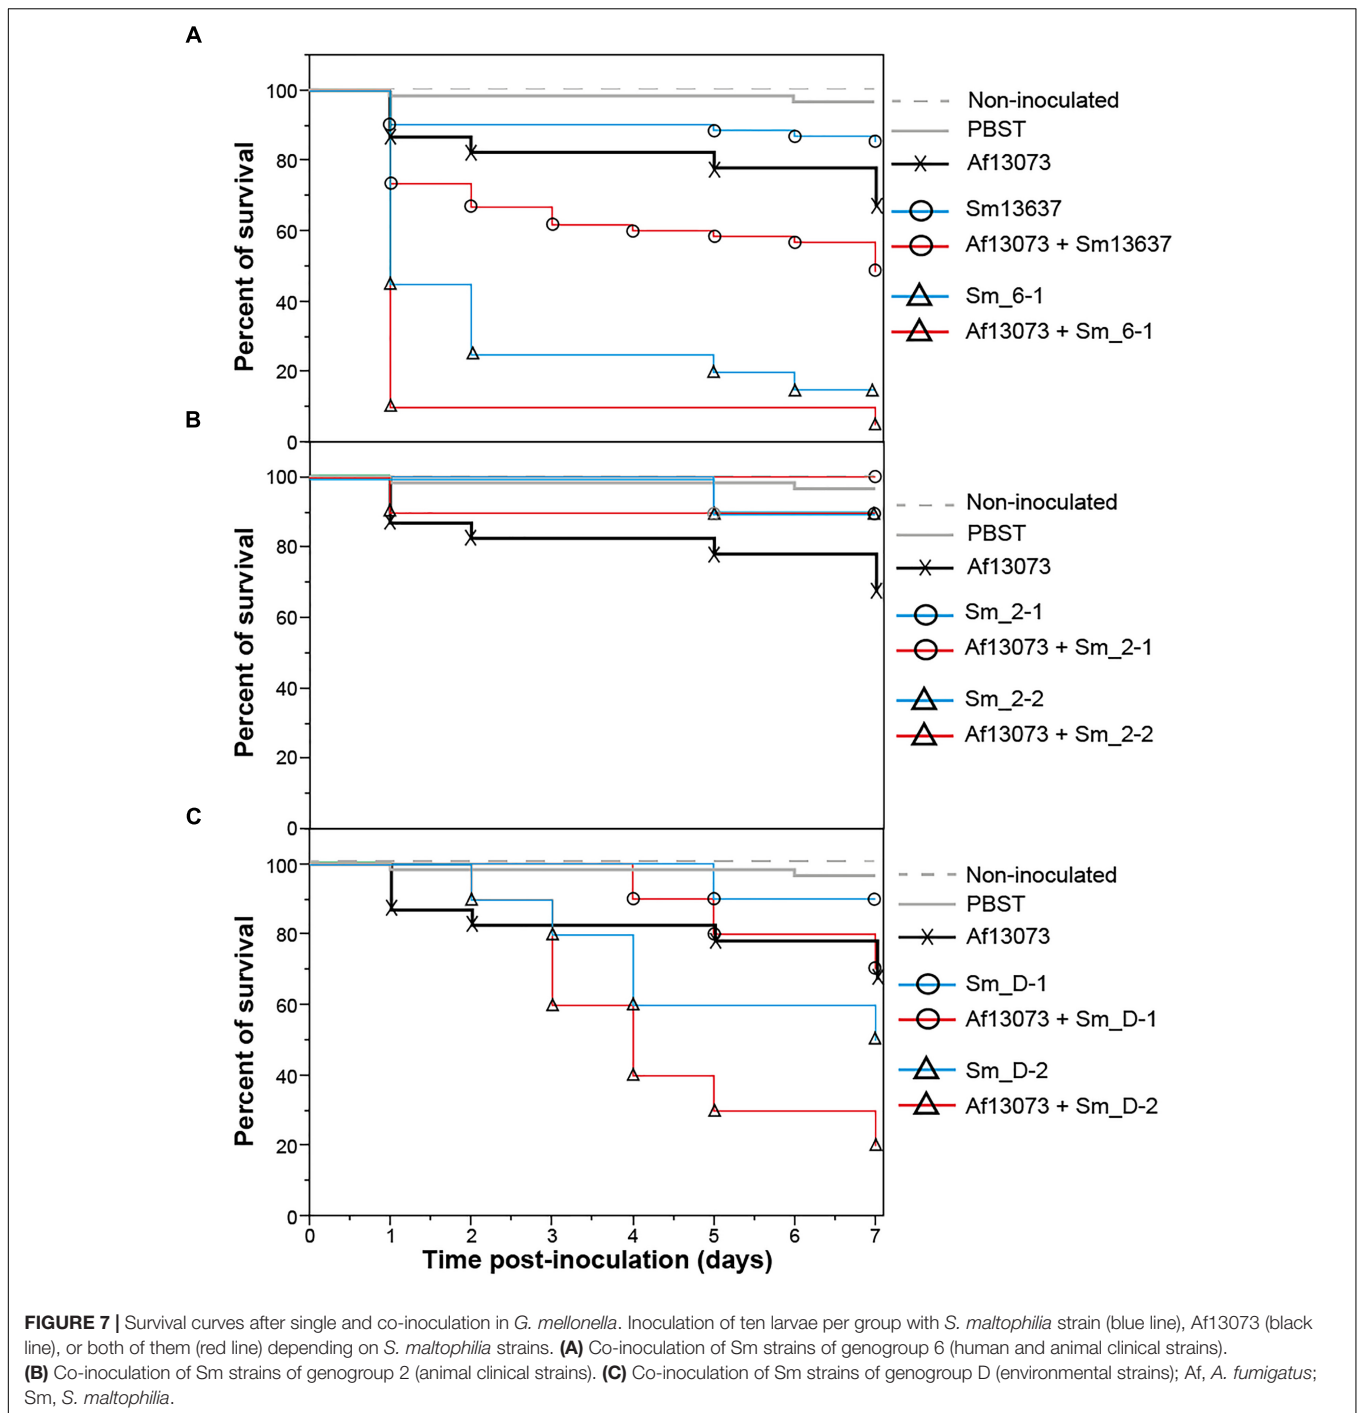 A
Percent of survival
100
80
60
40
20
0
Non-inoculated
PBST
Af13073
Sm13637
Af13073 + Sm13637
Sm_6-1
Af13073 + Sm_6-1
B
Percent of survival
100
80
60
40
20
0
Non-inoculated
PBST
Af13073
Sm_2-1
Af13073 + Sm_2-1
Sm_2-2
Af13073 + Sm_2-2
C
Percent of survival
100
80
60
40
20
0
Non-inoculated
PBST
Af13073
Sm_D-1
Af13073 + Sm_D-1
Sm_D-2
Af13073 + Sm_D-2
0 1 2 3 4 5 6 7
Time post-inoculation (days)
FIGURE 7 | Survival curves after single and co-inoculation in G. mellonella. Inoculation of ten larvae per group with S. maltophilia strain (blue line), Af13073 (black
line), or both of them (red line) depending on S. maltophilia strains. (A) Co-inoculation of Sm strains of genogroup 6 (human and animal clinical strains).
(B) Co-inoculation of Sm strains of genogroup 2 (animal clinical strains). (C) Co-inoculation of Sm strains of genogroup D (environmental strains); Af, A. fumigatus;
Sm, S. maltophilia.